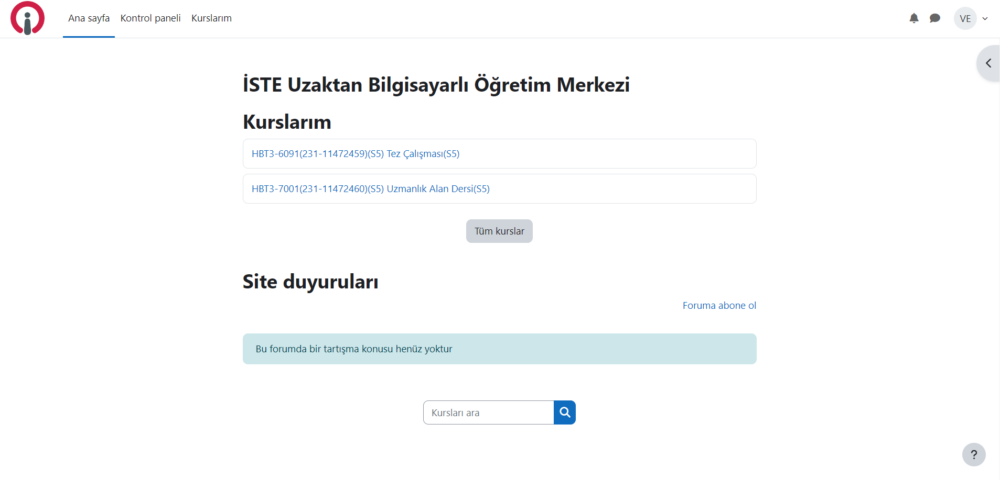 Ana sayfa Kontrol paneli Kurslarım VE
İSTE Uzaktan Bilgisayarlı Öğretim Merkezi
Kurslarım
HBT3-6091(231-11472459)(S5) Tez Çalışması(S5)
HBT3-7001(231-11472460)(S5) Uzmanlık Alan Dersi(S5)
Tüm kurslar
Site duyuruları
Foruma abone ol
Bu forumda bir tartışma konusu henüz yoktur
Kursları ara
?